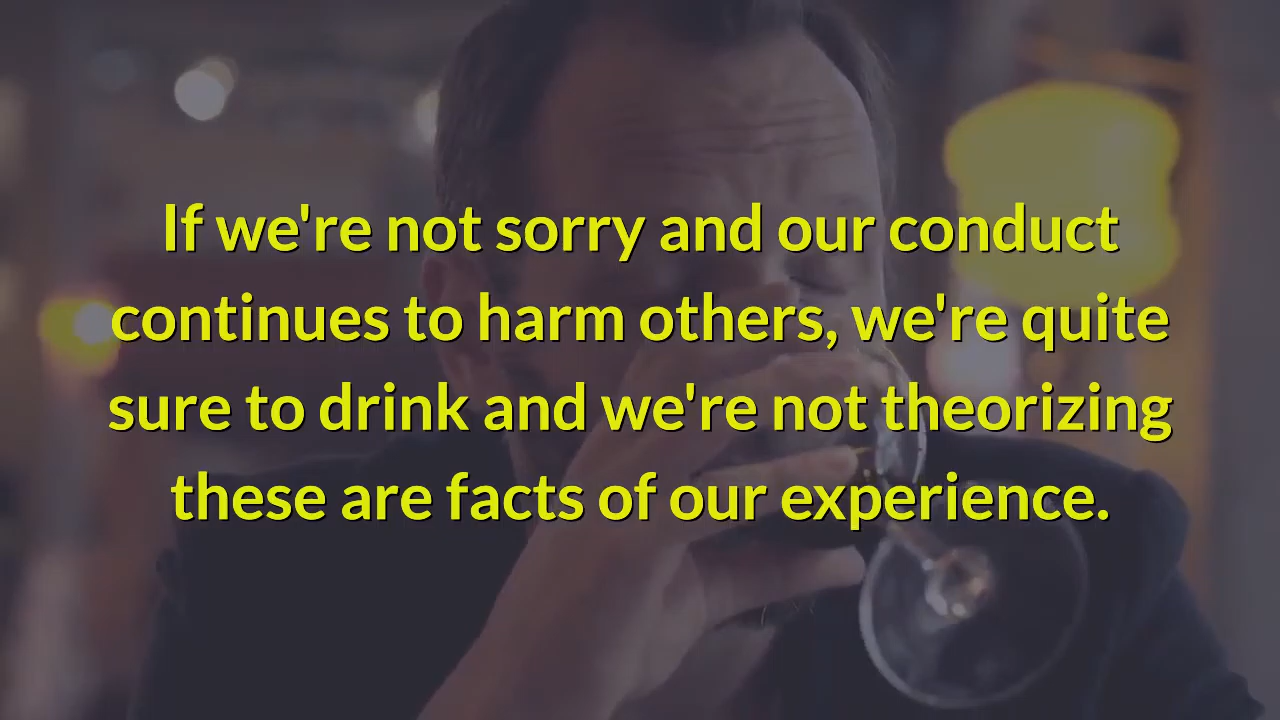 If we're not sorry and our conduct
continues to harm others, we're quite
sure to drink and we're not theorizing
these are facts of our experience.